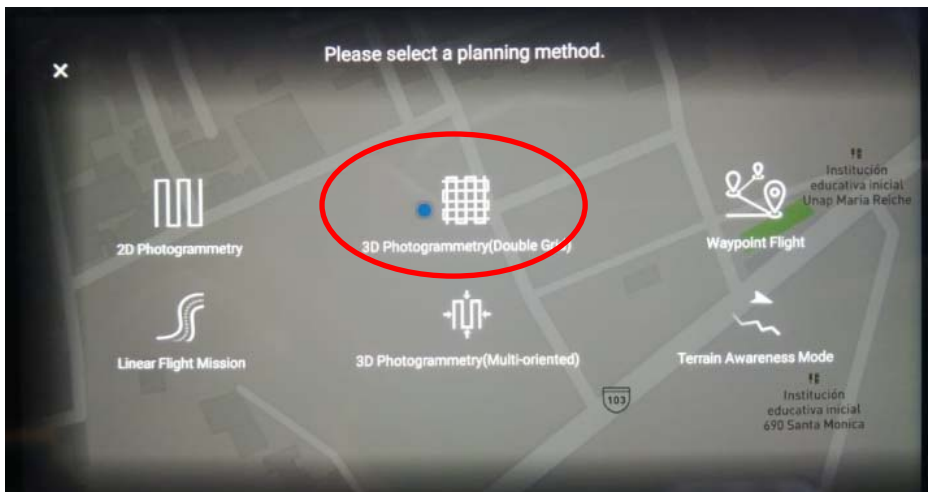 ×
Please select a planning method.
Institución
educativa inicial
Unap Maria Reiche
2D Photogrammetry
3D Photogrammetry(Double Grid)
Waypoint Flight
Linear Flight Mission
3D Photogrammetry(Multi-oriented)
Terrain Awareness Mode
103
Institución
educativa inicial
690 Santa Monica